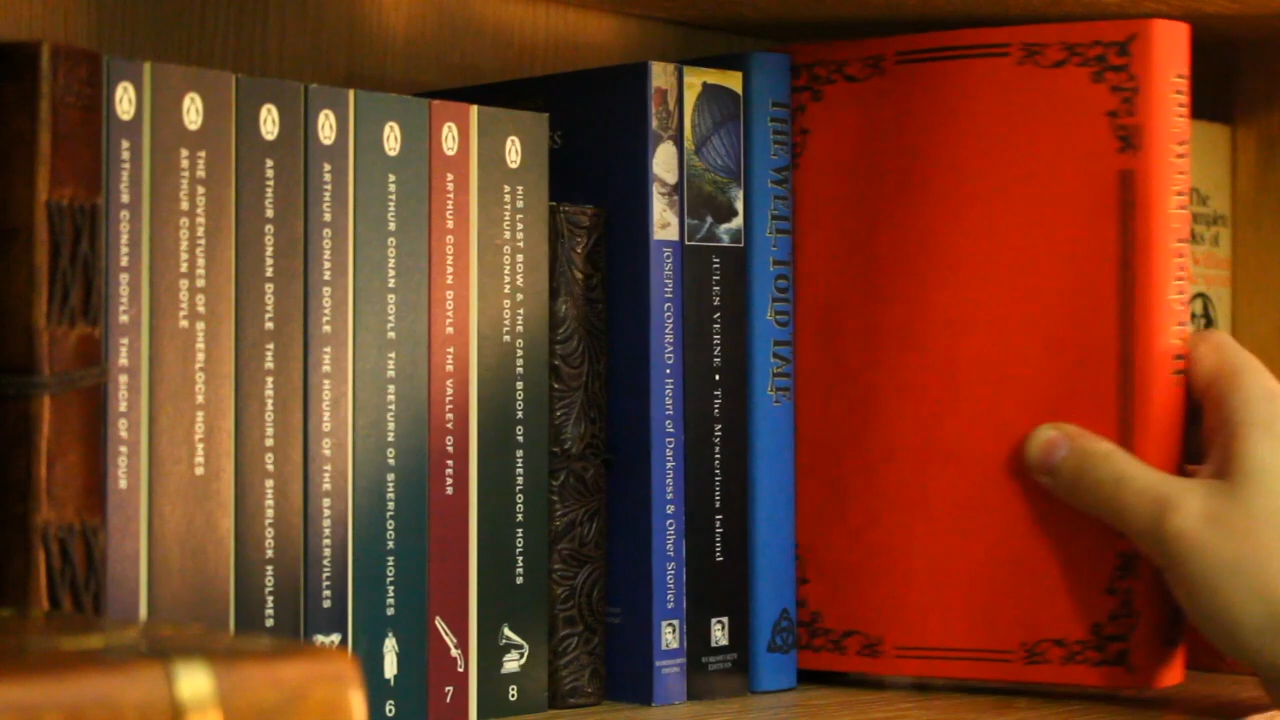 ARTHUR CONAN DOYLE THE SIGN OF FOUR
THE ADVENTURES OF SHERLOCK HOLMES
ARTHUR CONAN DOYLE
ARTHUR CONAN DOYLE THE MEMOIRS OF SHERLOCK HOLMES
ARTHUR CONAN DOYLE THE HOUND OF THE BASKERVILLES
ARTHUR CONAN DOYLE THE RETURN OF SHERLOCK HOLMES
6
ARTHUR CONAN DOYLE THE VALLEY OF FEAR
7
HIS LAST BOW & THE CASE-BOOK OF SHERLOCK HOLMES
ARTHUR CONAN DOYLE
8
JOSEPH CONRAD • Heart of Darkness & Other Stories
JULES VERNE • The Mysterious Island
WORDSWORTH
EDITIONS
THE WELL TOLD TALE
The